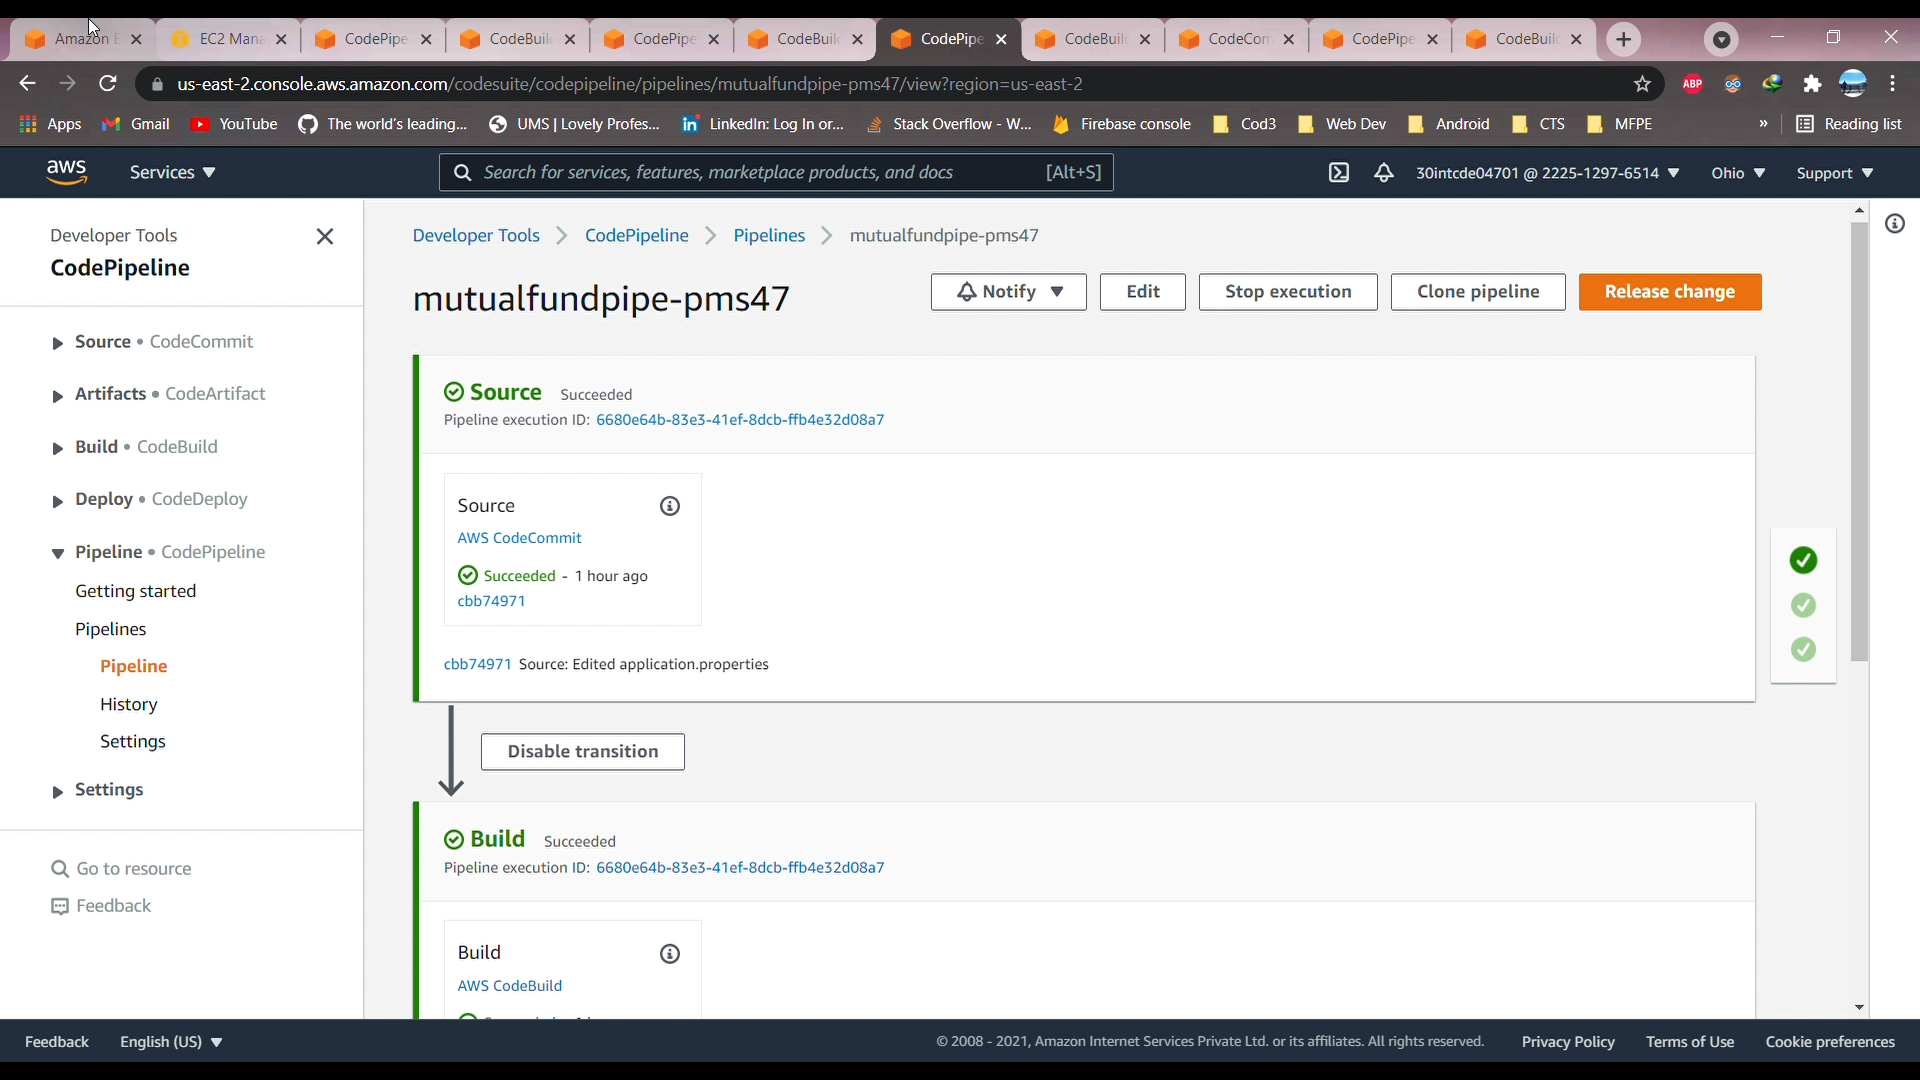 Amazon E
EC2 Mana
CodePipe
CodeBuil
CodePipe
CodeBuil
CodePipe
CodeBuil
CodeCom
CodePipe
CodeBuil
us-east-2.console.aws.amazon.com/codesuite/codepipeline/pipelines/mutualfundpipe-pms47/view?region=us-east-2
ABP
Apps
Gmail
YouTube
The world's leading...
UMS | Lovely Profes...
LinkedIn: Log In or...
Stack Overflow - W...
Firebase console
Cod3
Web Dev
Android
CTS
MFPE
»
Reading list
aws
Services
Search for services, features, marketplace products, and docs
[Alt+S]
30intcde04701 @ 2225-1297-6514
Ohio
Support
Developer Tools
CodePipeline
Source • CodeCommit
Artifacts • CodeArtifact
Build • CodeBuild
Deploy • CodeDeploy
Pipeline • CodePipeline
Getting started
Pipelines
Pipeline
History
Settings
Settings
Go to resource
Feedback
Developer Tools
CodePipeline
Pipelines
mutualfundpipe-pms47
mutualfundpipe-pms47
Notify
Edit
Stop execution
Clone pipeline
Release change
Source Succeeded
Pipeline execution ID: 6680e64b-83e3-41ef-8dcb-ffb4e32d08a7
Source
AWS CodeCommit
Succeeded - 1 hour ago
cbb74971
cbb74971 Source: Edited application.properties
Disable transition
Build Succeeded
Pipeline execution ID: 6680e64b-83e3-41ef-8dcb-ffb4e32d08a7
Build
AWS CodeBuild
Feedback
English (US)
© 2008 - 2021, Amazon Internet Services Private Ltd. or its affiliates. All rights reserved.
Privacy Policy
Terms of Use
Cookie preferences